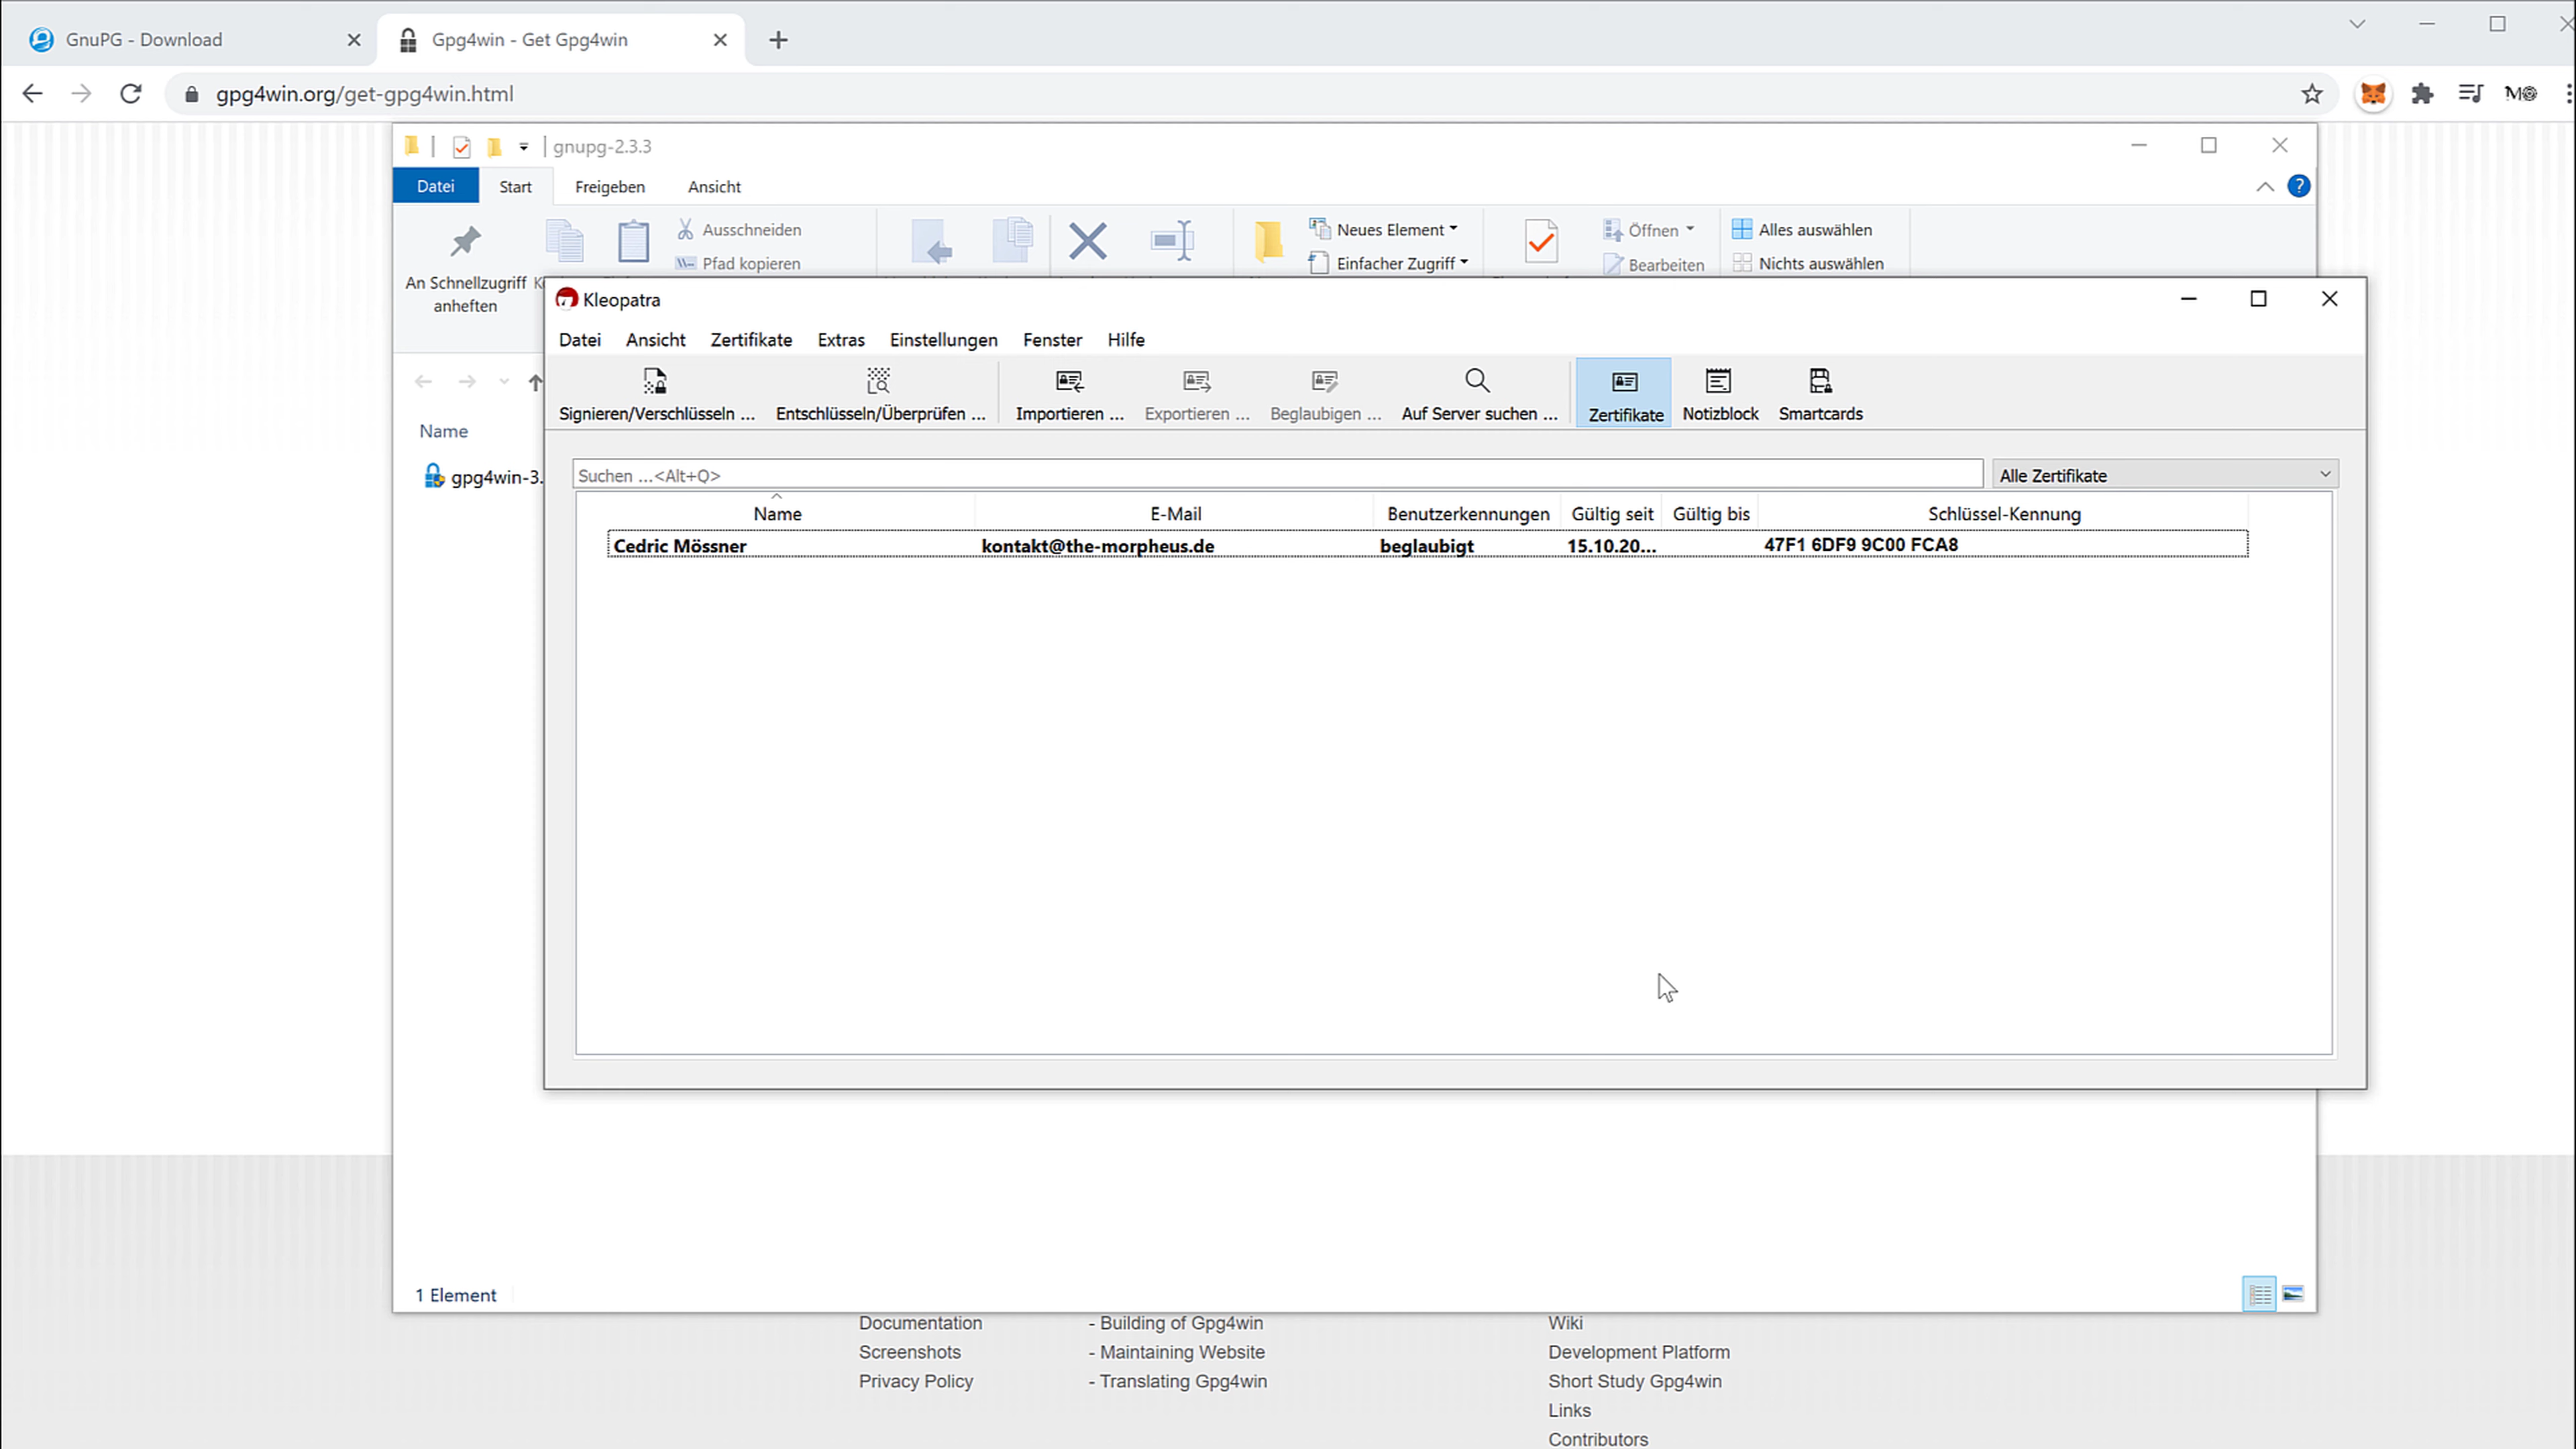 GnuPG - Download
Gpg4win - Get Gpg4win
gpg4win.org/get-gpg4win.html
gnupg-2.3.3
Datei Start Freigeben Ansicht
Ausschneiden
Pfad kopieren
Neues Element
Einfacher Zugriff
Öffnen
Bearbeiten
Alles auswählen
Nichts auswählen
An Schnellzugriff
anheften
Kleopatra
Datei Ansicht Zertifikate Extras Einstellungen Fenster Hilfe
Signieren/Verschlüsseln ... Entschlüsseln/Überprüfen ... Importieren ... Exportieren ... Beglaubigen ... Auf Server suchen ... Zertifikate Notizblock Smartcards
Name
gpg4win-3.
Suchen ...<Alt+Q> Alle Zertifikate
Name E-Mail Benutzerkennungen Gültig seit Gültig bis Schlüssel-Kennung
Cedric Mössner kontakt@the-morpheus.de beglaubigt 15.10.20... 47F1 6DF9 9C00 FCA8
1 Element
Documentation - Building of Gpg4win Wiki
Screenshots - Maintaining Website Development Platform
Privacy Policy - Translating Gpg4win Short Study Gpg4win
Links
Contributors